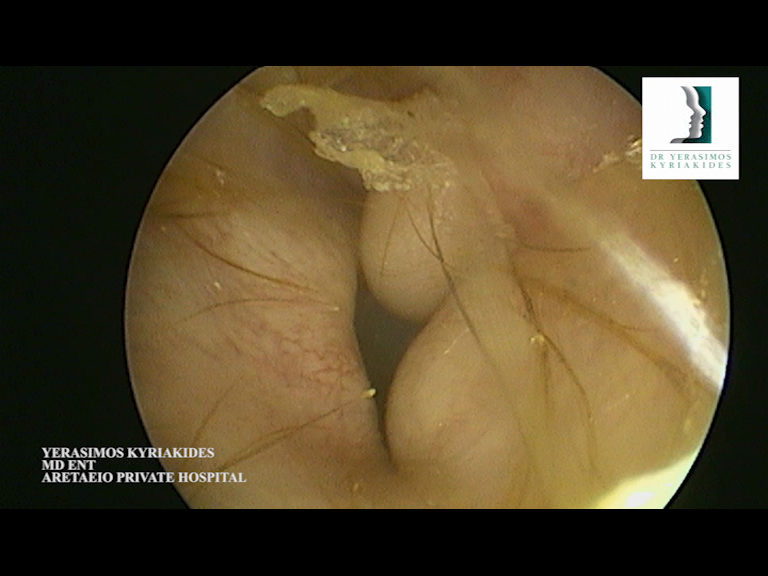 DR YERASIMOS
KYRIAKIDES
YERASIMOS KYRIAKIDES
MD ENT
ARETAEIO PRIVATE HOSPITAL